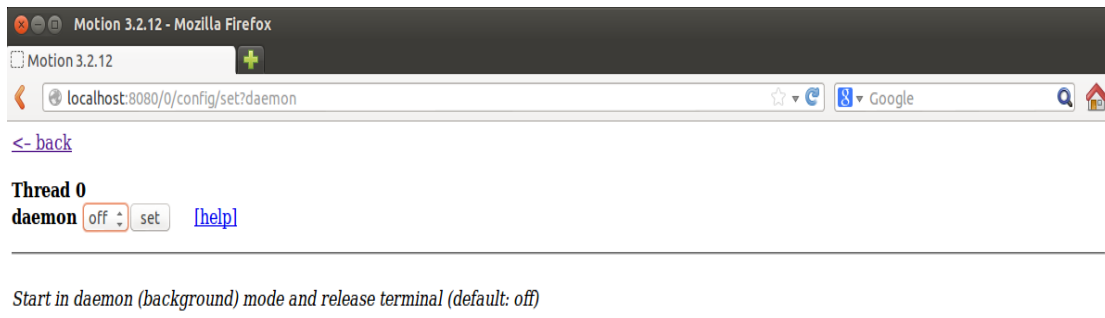 Motion 3.2.12 - Mozilla Firefox
Motion 3.2.12
localhost:8080/0/config/set?daemon
Google
<– back
Thread 0
daemon off set [help]
Start in daemon (background) mode and release terminal (default: off)